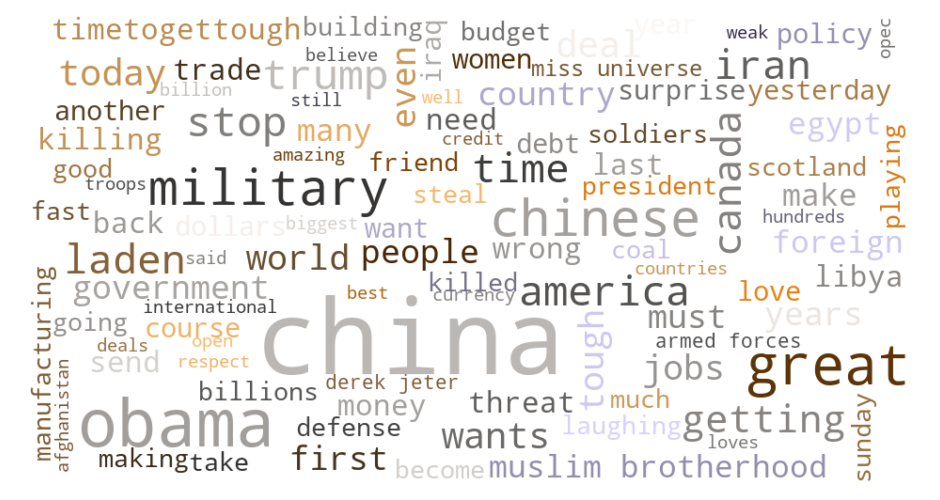 timetogettough
building
iraq
budget
deal
year
weak
policy
opec
today
trade
trump
believe
even
women
miss universe
iran
billion
still
well
country
surprise
yesterday
another
stop
many
need
credit
debt
soldiers
canada
egypt
playing
killing
amazing
friend
time
last
scotland
good
troops
military
steal
president
make
fast
back
dollars
biggest
want
chinese
hundreds
laden
said
world
people
wrong
coal
foreign
government
killed
currency
america
countries
love
libya
manufacturing
international
best
china
going
course
open
tough
must
years
deals
send
respect
armed forces
afghanistan
billions
derek jeter
jobs
great
obama
money
threat
much
getting
sunday
defense
wants
laughing
loves
making
take
first
become
muslim brotherhood